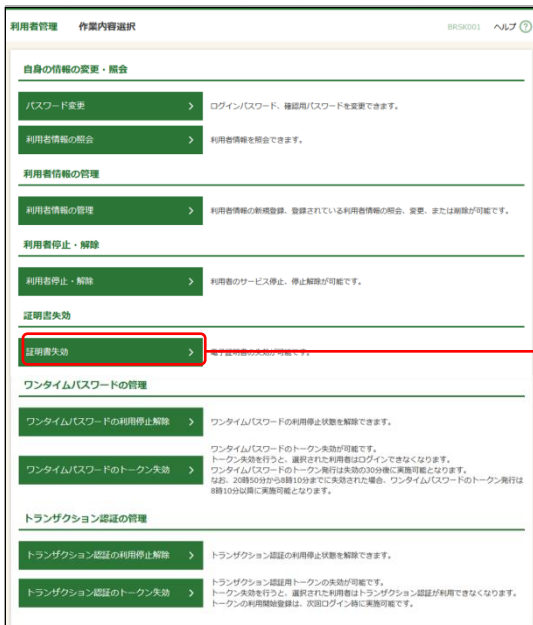 利用者管理 作業内容選択 BRSK001 ヘルプ ?
自身の情報の変更・照会
パスワード変更 > ログインパスワード、確認用パスワードを変更できます。
利用者情報の照会 > 利用者情報を照会できます。
利用者情報の管理
利用者情報の管理 > 利用者情報の新規登録、登録されている利用者情報の照会、変更、または削除が可能です。
利用者停止・解除
利用者停止・解除 > 利用者のサービス停止、停止解除が可能です。
証明書失効
証明書失効 > 電子証明書の失効が可能です。
ワンタイムパスワードの管理
ワンタイムパスワードの利用停止解除 > ワンタイムパスワードの利用停止状態を解除できます。
ワンタイムパスワードのトークン失効 > ワンタイムパスワードのトークン失効が可能です。
トークン失効を行うと、選択された利用者はログインできなくなります。
ワンタイムパスワードのトークン発行は失効の30分後に実施可能となります。
なお、20時50分から8時10分までに失効された場合、ワンタイムパスワードのトークン発行は
8時10分以降に実施可能となります。
トランザクション認証の管理
トランザクション認証の利用停止解除 > トランザクション認証の利用停止状態を解除できます。
トランザクション認証のトークン失効 > トランザクション認証用トークンの失効が可能です。
トークン失効を行うと、選択された利用者はトランザクション認証が利用できなくなります。
トークンの利用開始登録は、次回ログイン時に実施可能です。